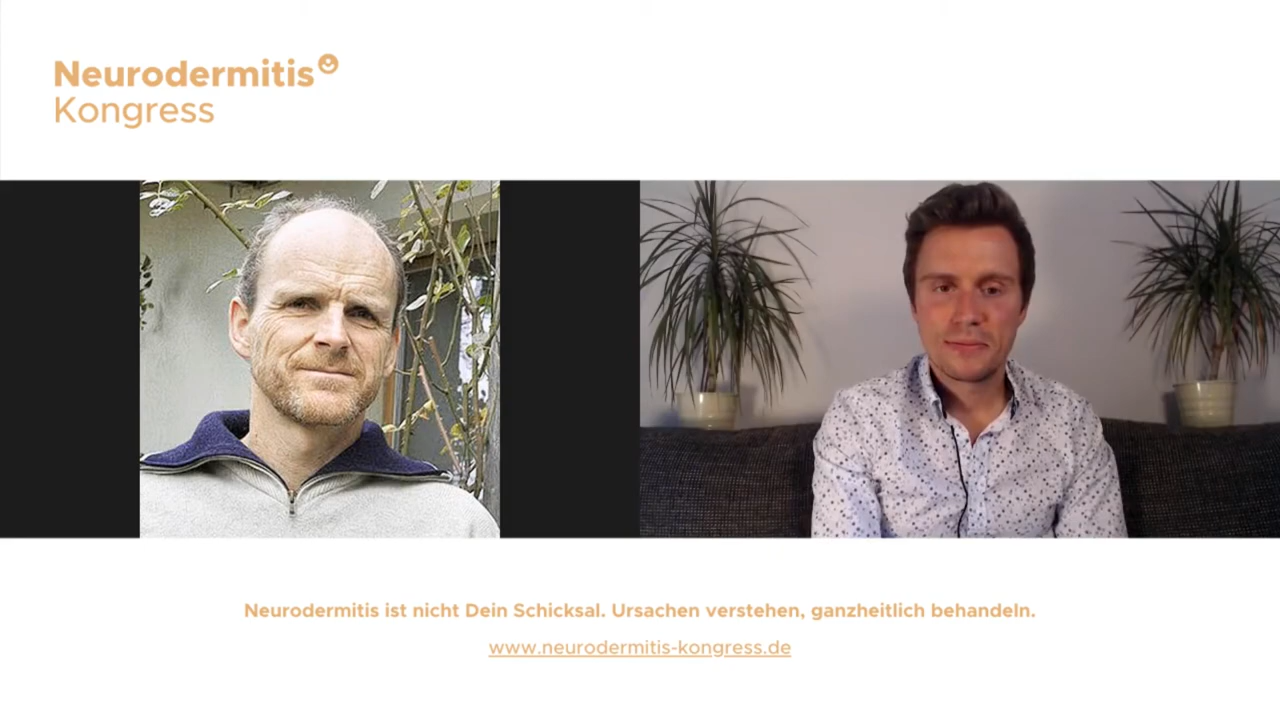 Neurodermitis
Kongress
Neurodermitis ist nicht Dein Schicksal. Ursachen verstehen, ganzheitlich behandeln.
www.neurodermitis-kongress.de